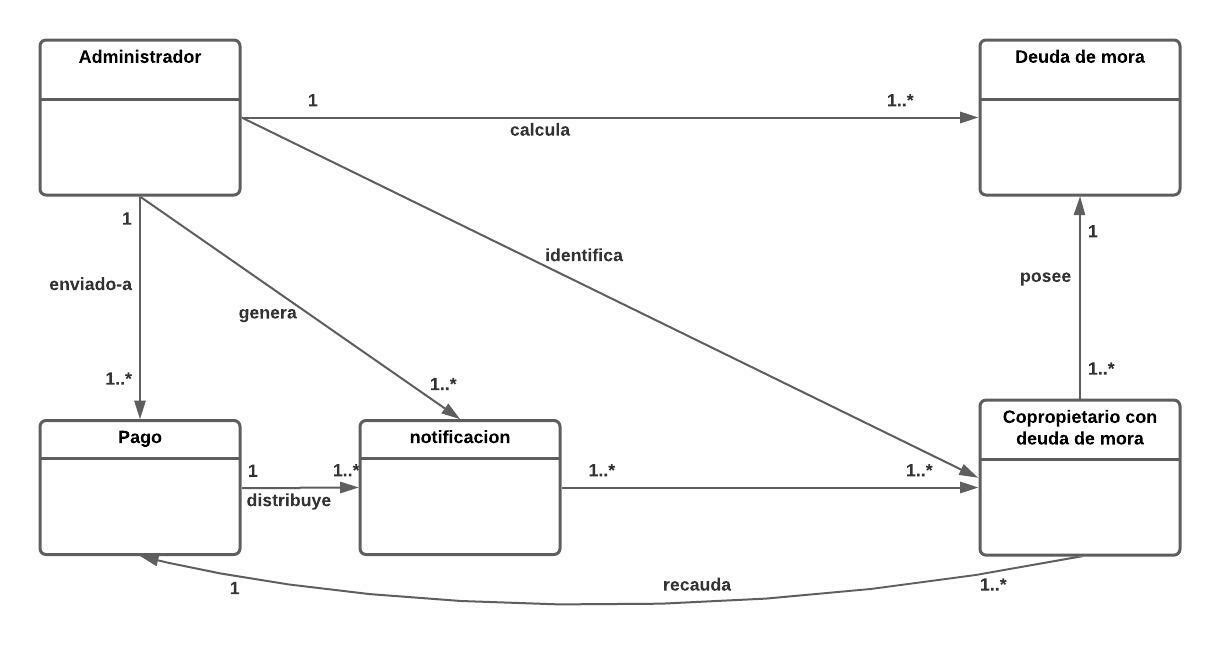 Administrador
Deuda de mora
1
1..*
calcula
1
1
identifica
posee
enviado-a
genera
1..*
1..*
1..*
Pago
notificacion
Copropietario con
deuda de mora
1
1..*
1..*
1..*
distribuye
recauda
1
1..*